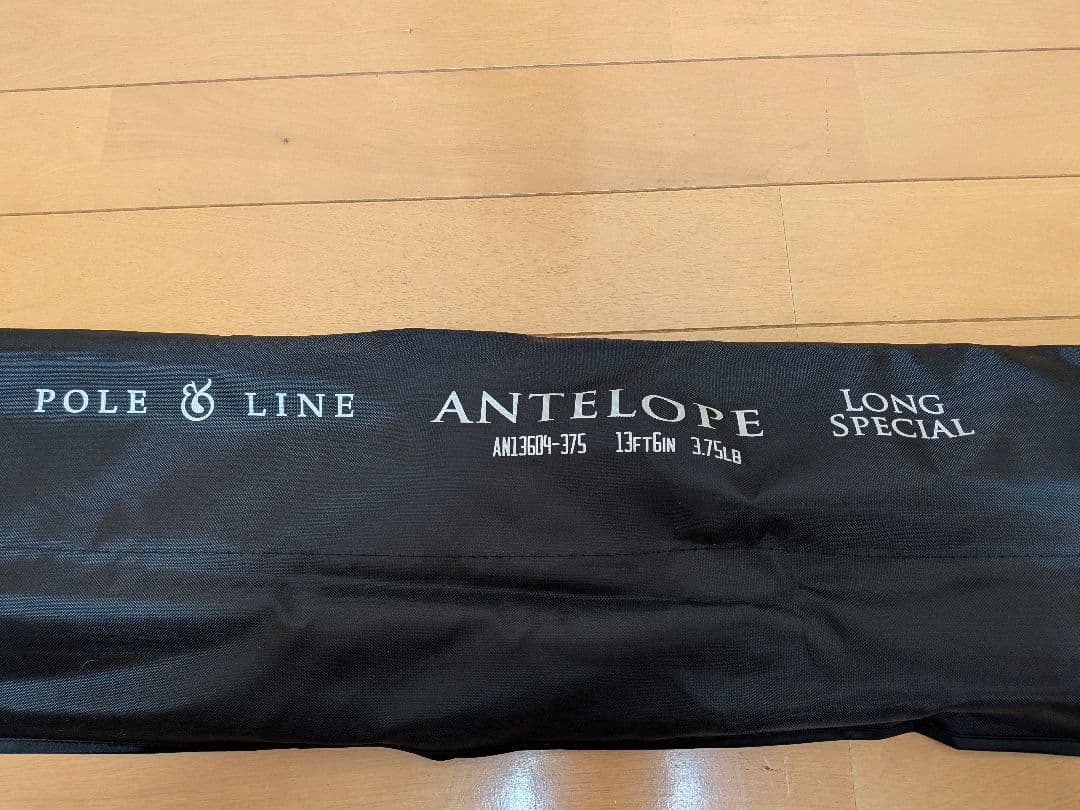 POLE & LINE
ANTELOPE
AN13604-375 13FT6IN 3.75LB
LONG
SPECIAL